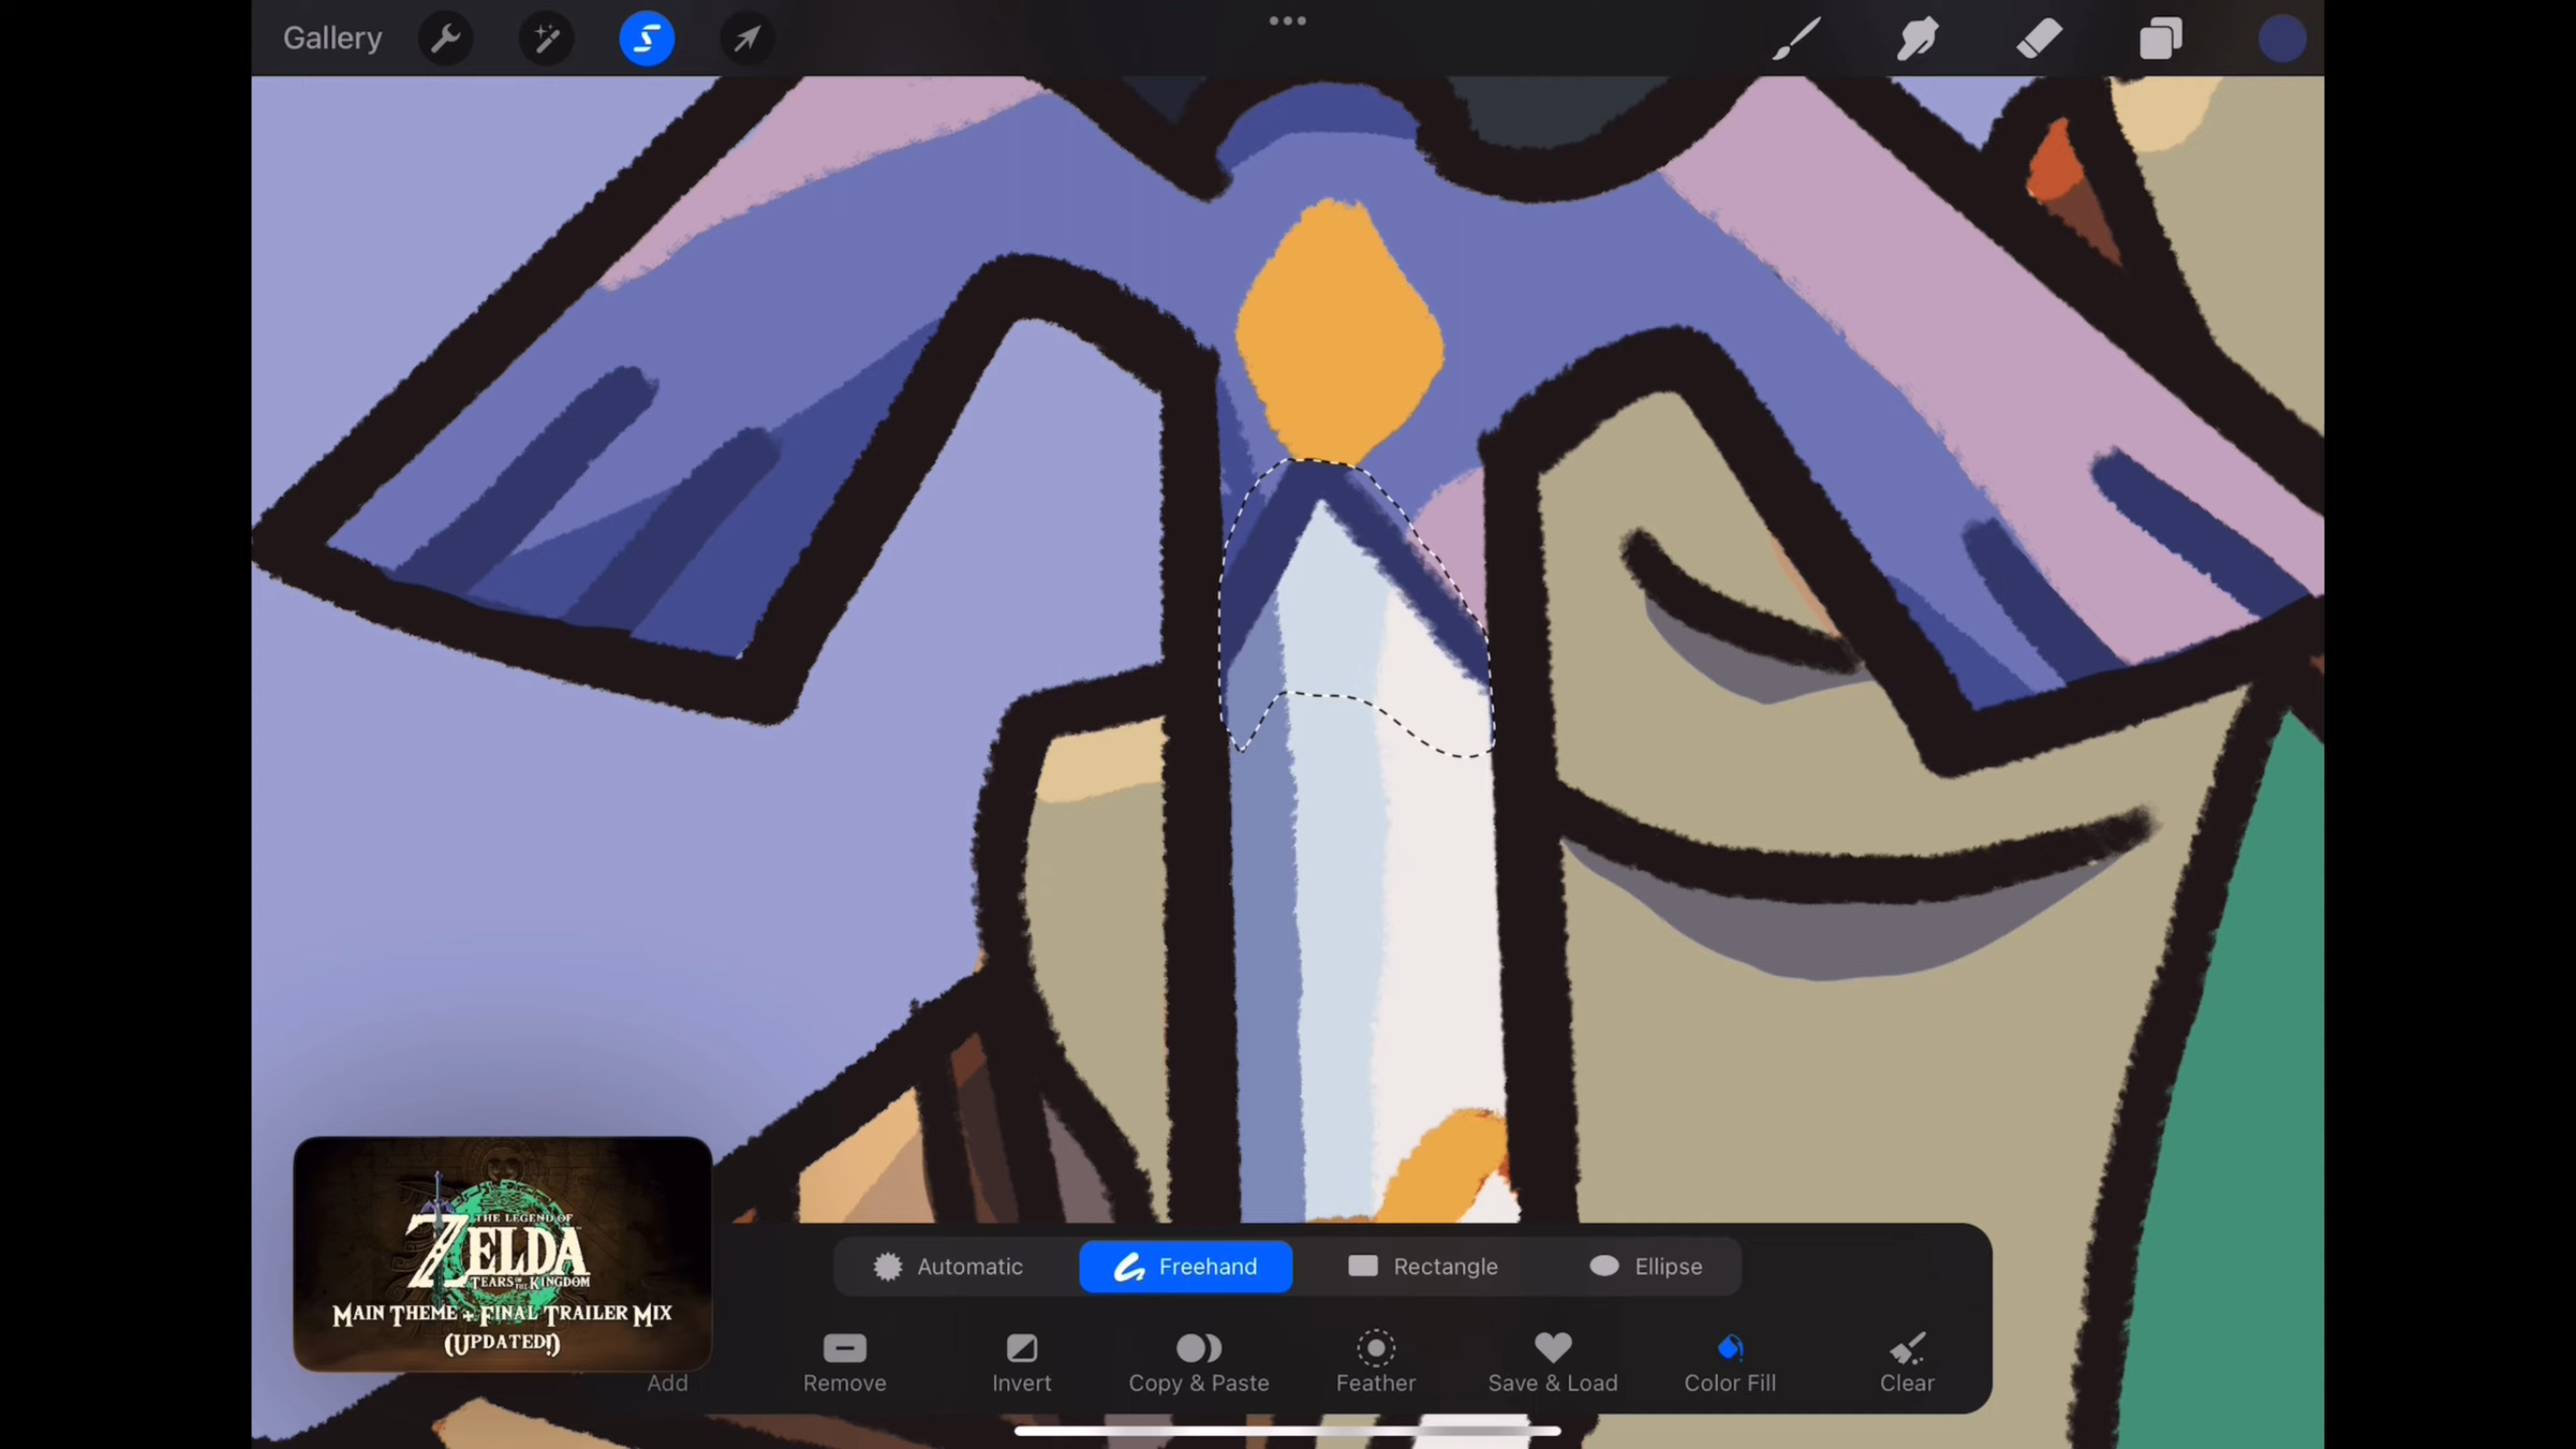 Gallery
Automatic
Freehand
Rectangle
Ellipse
THE LEGEND OF
ZELDA
TEARS OF THE KINGDOM
MAIN THEME + FINAL TRAILER MIX
(UPDATED!)
Add
Remove
Invert
Copy & Paste
Feather
Save & Load
Color Fill
Clear